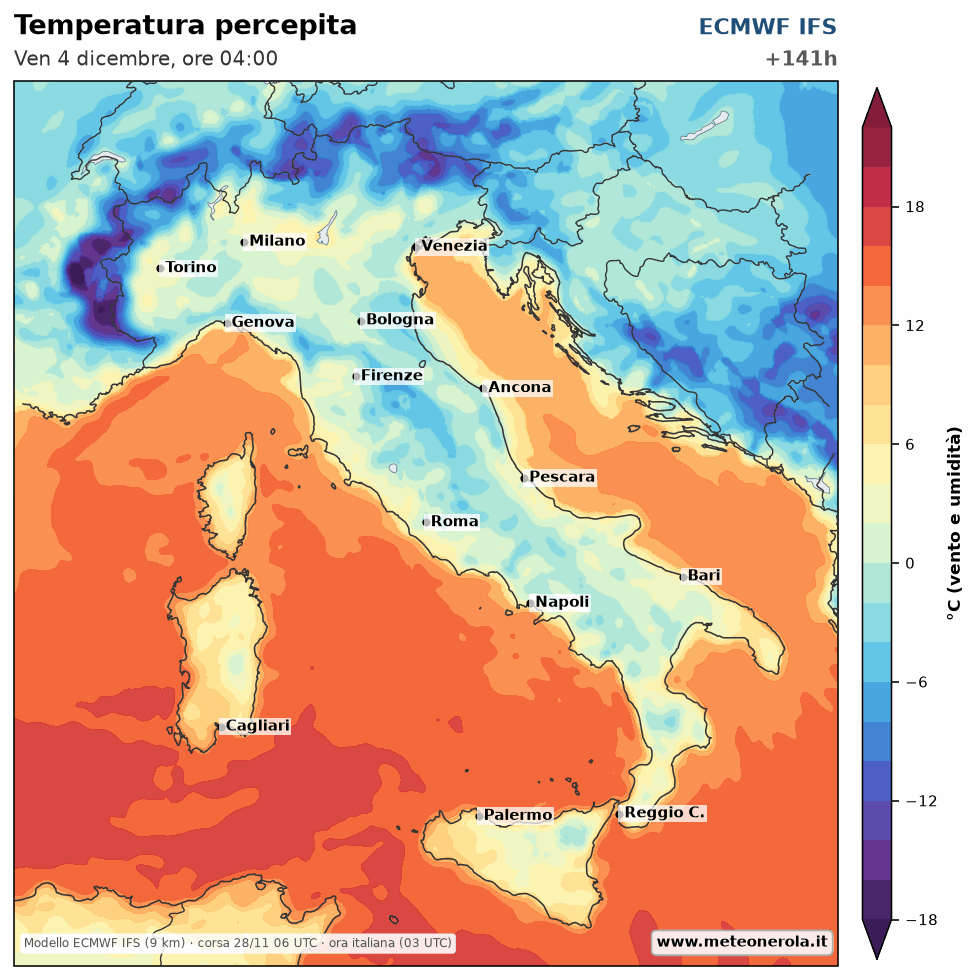 Temperatura percepita
ECMWF IFS
Ven 4 dicembre, ore 04:00
+141h
Milano
Venezia
Torino
Genova
Bologna
Firenze
Ancona
Pescara
Roma
Bari
Napoli
Cagliari
Palermo
Reggio C.
18
12
6
0
−6
−12
−18
°C (vento e umidità)
Modello ECMWF IFS (9 km) · corsa 28/11 06 UTC · ora italiana (03 UTC)
www.meteonerola.it